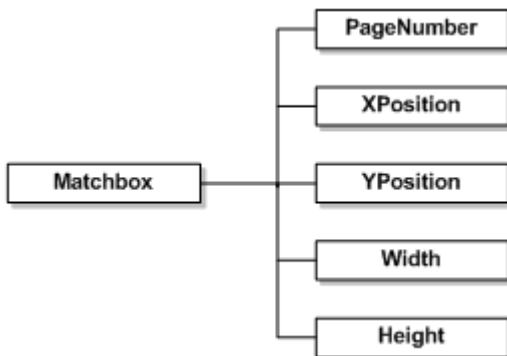 PageNumber
XPosition
Matchbox
YPosition
Width
Height